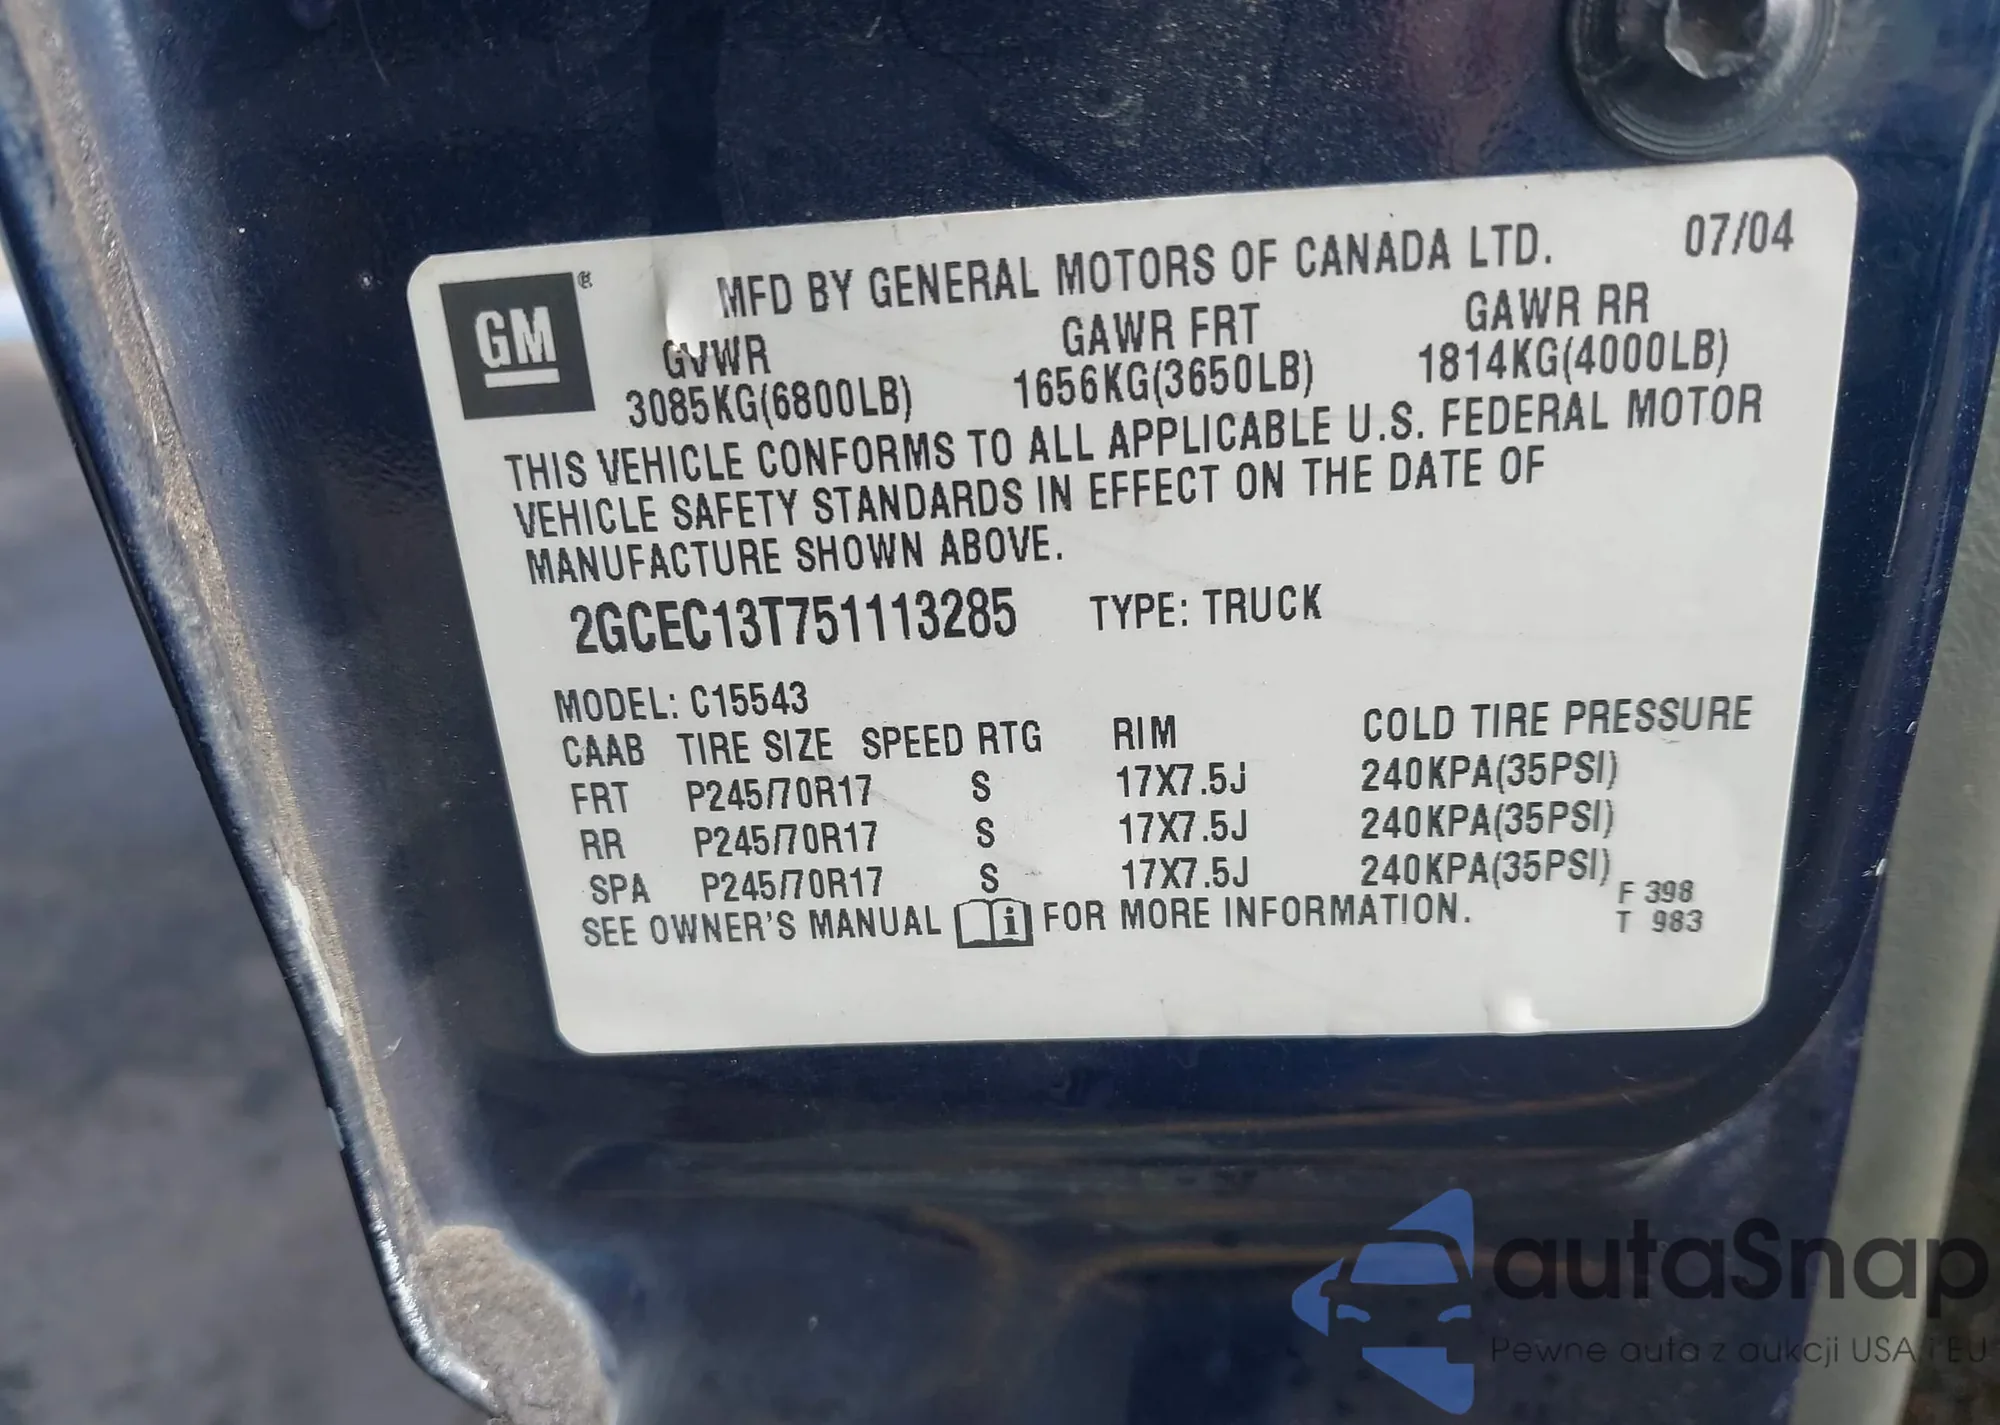 GM®
MFD BY GENERAL MOTORS OF CANADA LTD. 07/04
GVWR GAWR FRT GAWR RR
3085KG(6800LB) 1656KG(3650LB) 1814KG(4000LB)
THIS VEHICLE CONFORMS TO ALL APPLICABLE U.S. FEDERAL MOTOR
VEHICLE SAFETY STANDARDS IN EFFECT ON THE DATE OF
MANUFACTURE SHOWN ABOVE.
2GCEC13T751113285 TYPE: TRUCK
MODEL: C15543
CAAB TIRE SIZE SPEED RTG RIM COLD TIRE PRESSURE
FRT P245/70R17 S 17X7.5J 240KPA(35PSI)
RR P245/70R17 S 17X7.5J 240KPA(35PSI)
SPA P245/70R17 S 17X7.5J 240KPA(35PSI)
SEE OWNER'S MANUAL i FOR MORE INFORMATION.
F 398
T 983
autaSnap
Pewne auta z aukcji USA i EU